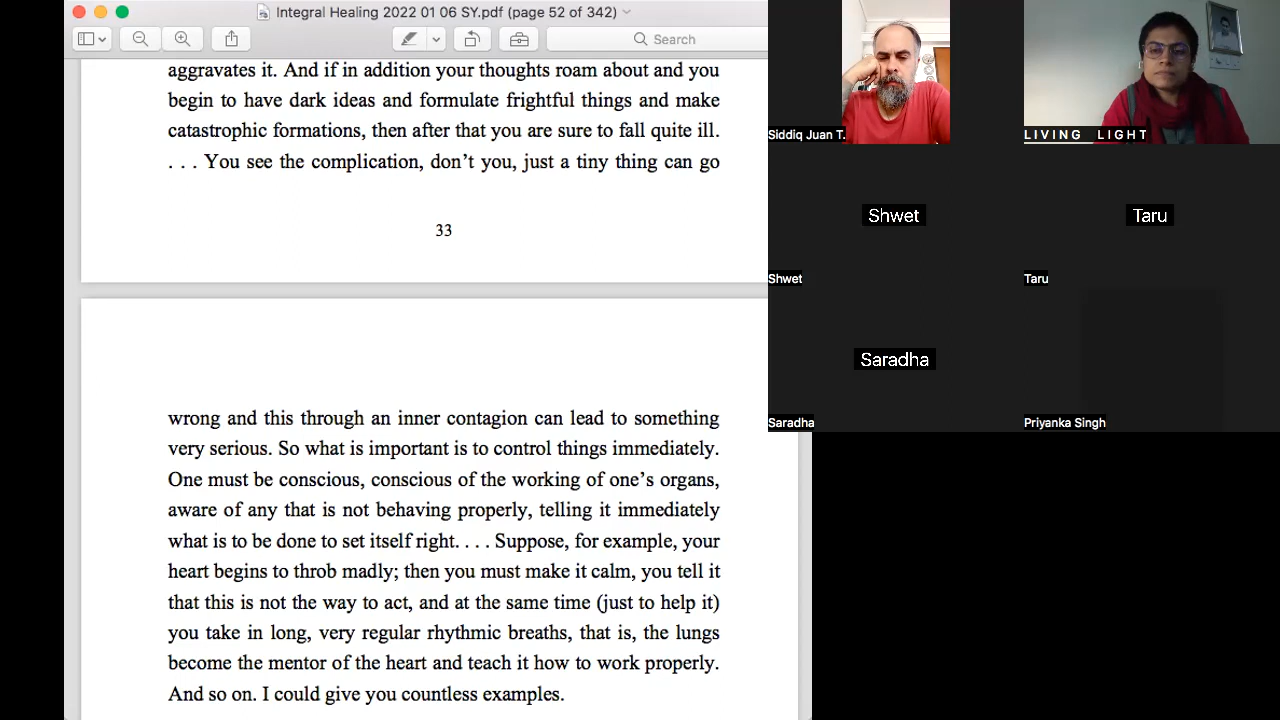 Integral Healing 2022 01 06 SY.pdf (page 52 of 342)
Search
aggravates it. And if in addition your thoughts roam about and you
begin to have dark ideas and formulate frightful things and make
catastrophic formations, then after that you are sure to fall quite ill.
. . . You see the complication, don’t you, just a tiny thing can go
33
wrong and this through an inner contagion can lead to something
very serious. So what is important is to control things immediately.
One must be conscious, conscious of the working of one’s organs,
aware of any that is not behaving properly, telling it immediately
what is to be done to set itself right. . . . Suppose, for example, your
heart begins to throb madly; then you must make it calm, you tell it
that this is not the way to act, and at the same time (just to help it)
you take in long, very regular rhythmic breaths, that is, the lungs
become the mentor of the heart and teach it how to work properly.
And so on. I could give you countless examples.
Siddiq Juan T.
LIVING LIGHT
Shwet
Shwet
Taru
Taru
Saradha
Saradha
Priyanka Singh